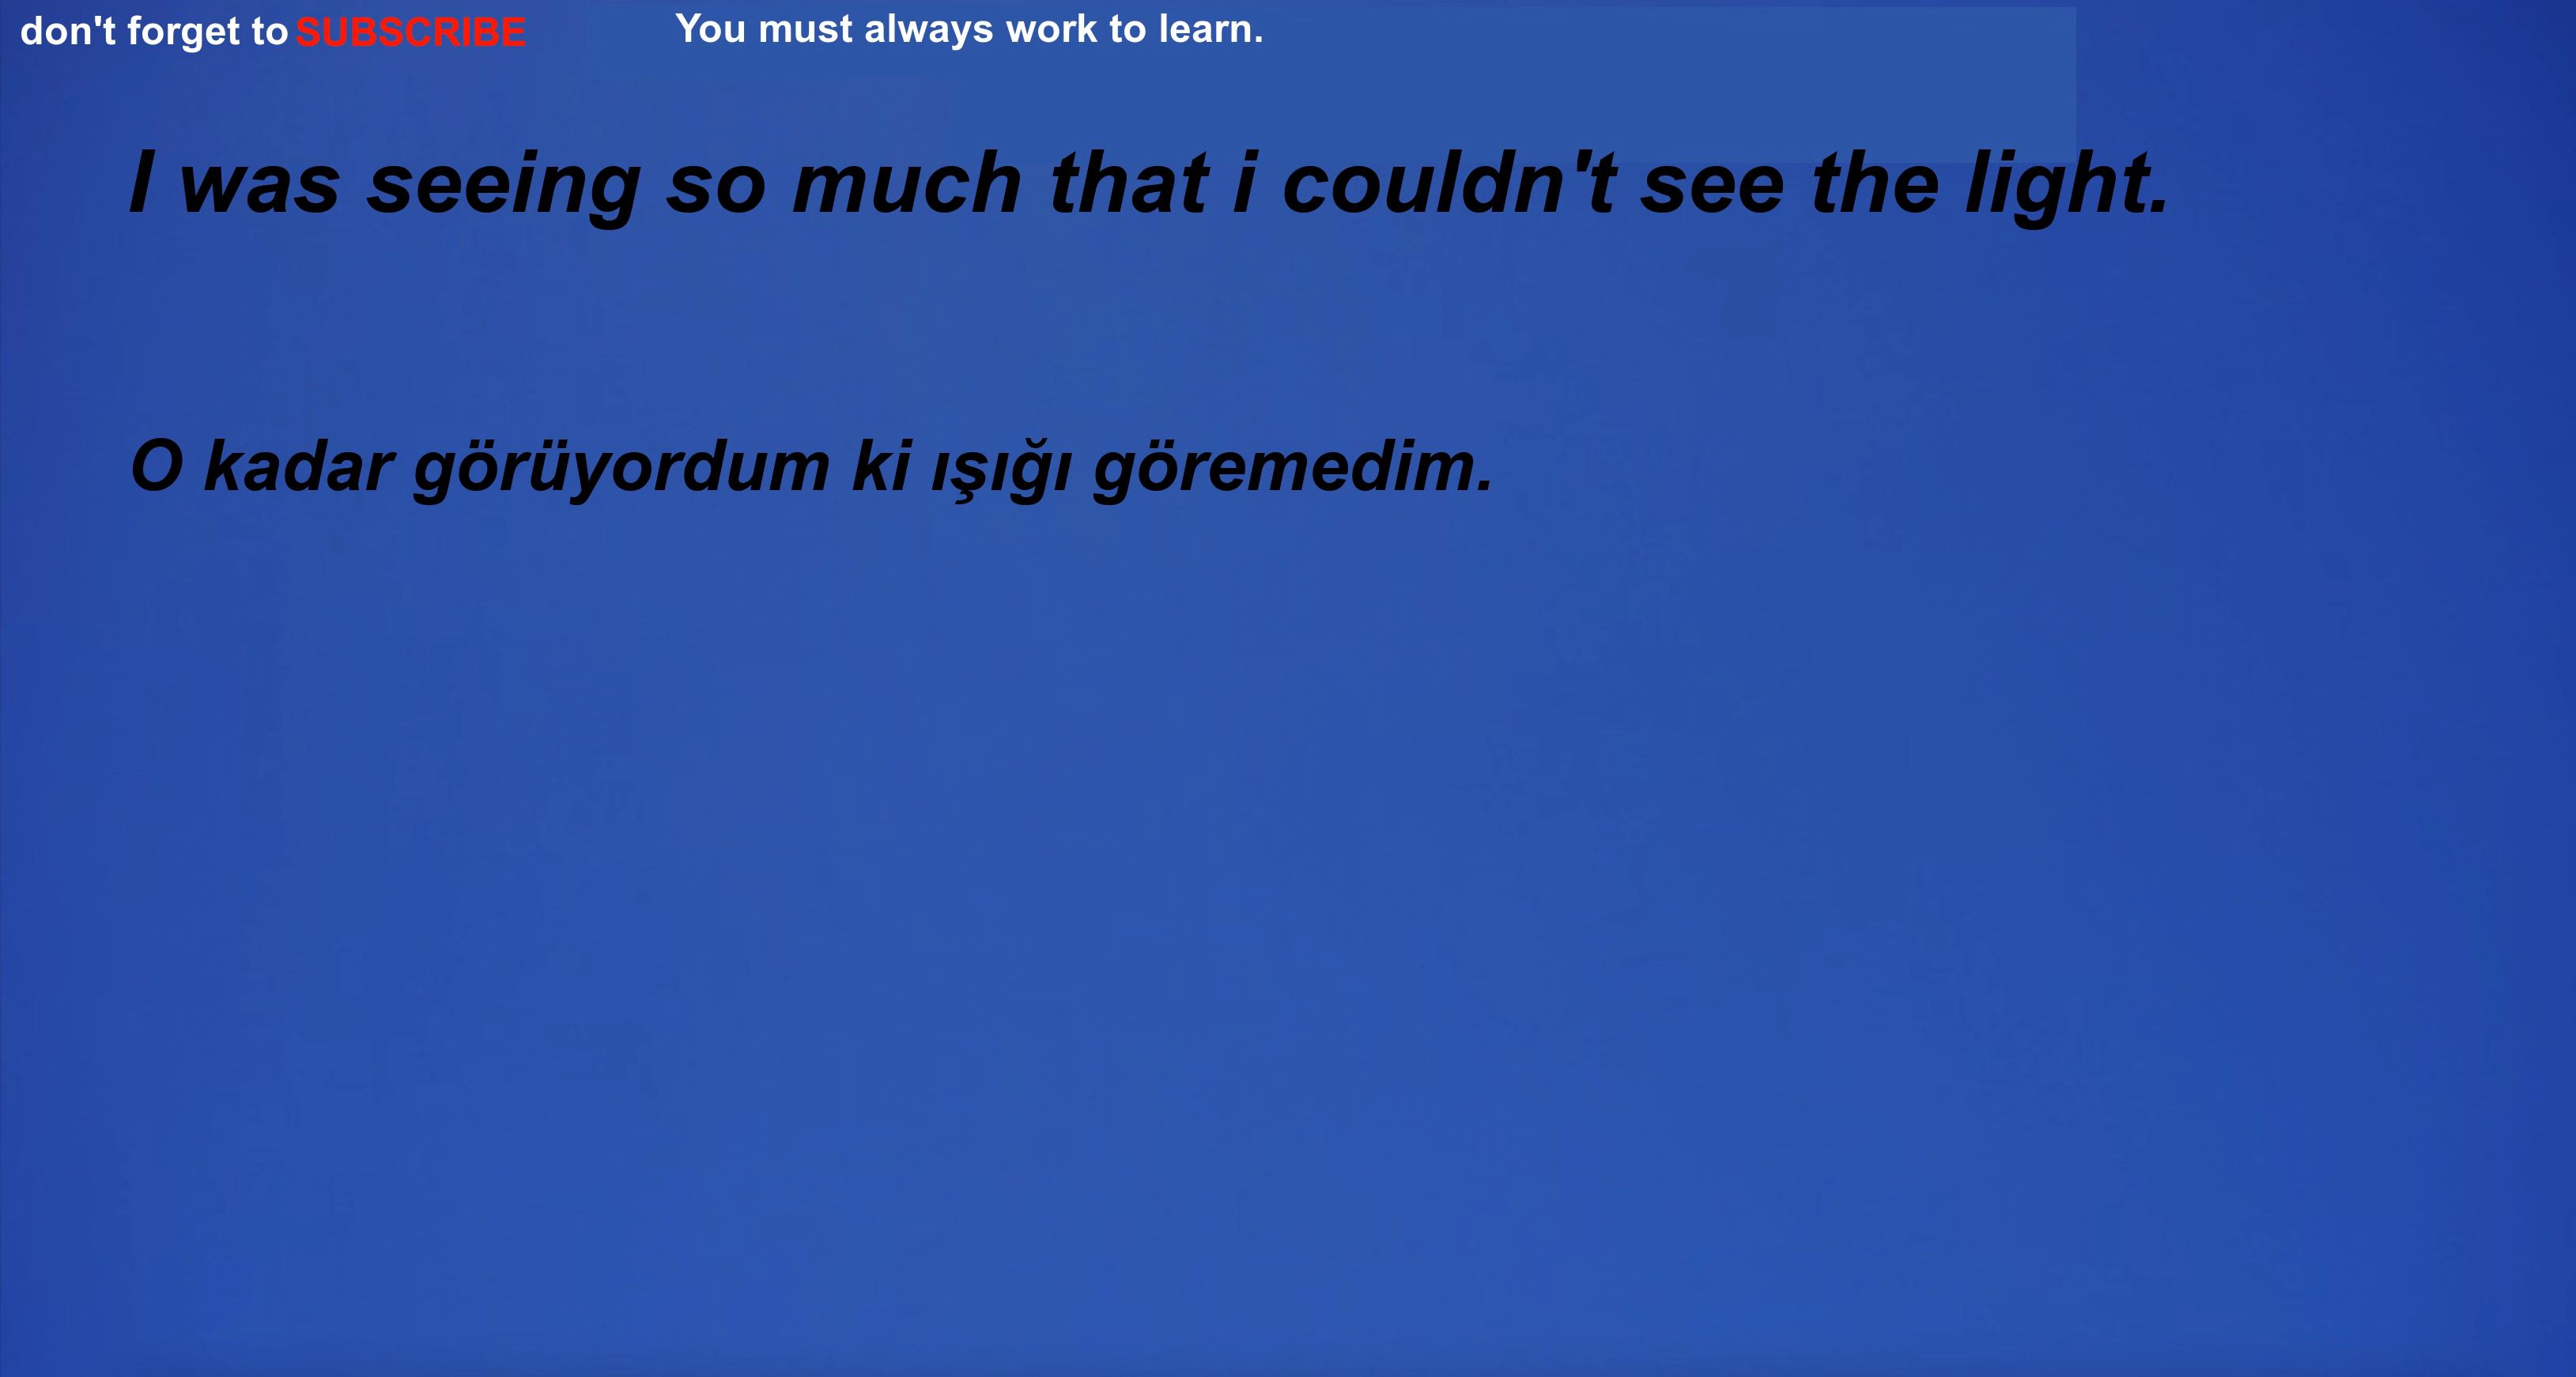 don't forget to SUBSCRIBE You must always work to learn.
I was seeing so much that i couldn't see the light.
O kadar görüyordum ki ışığı göremedim.